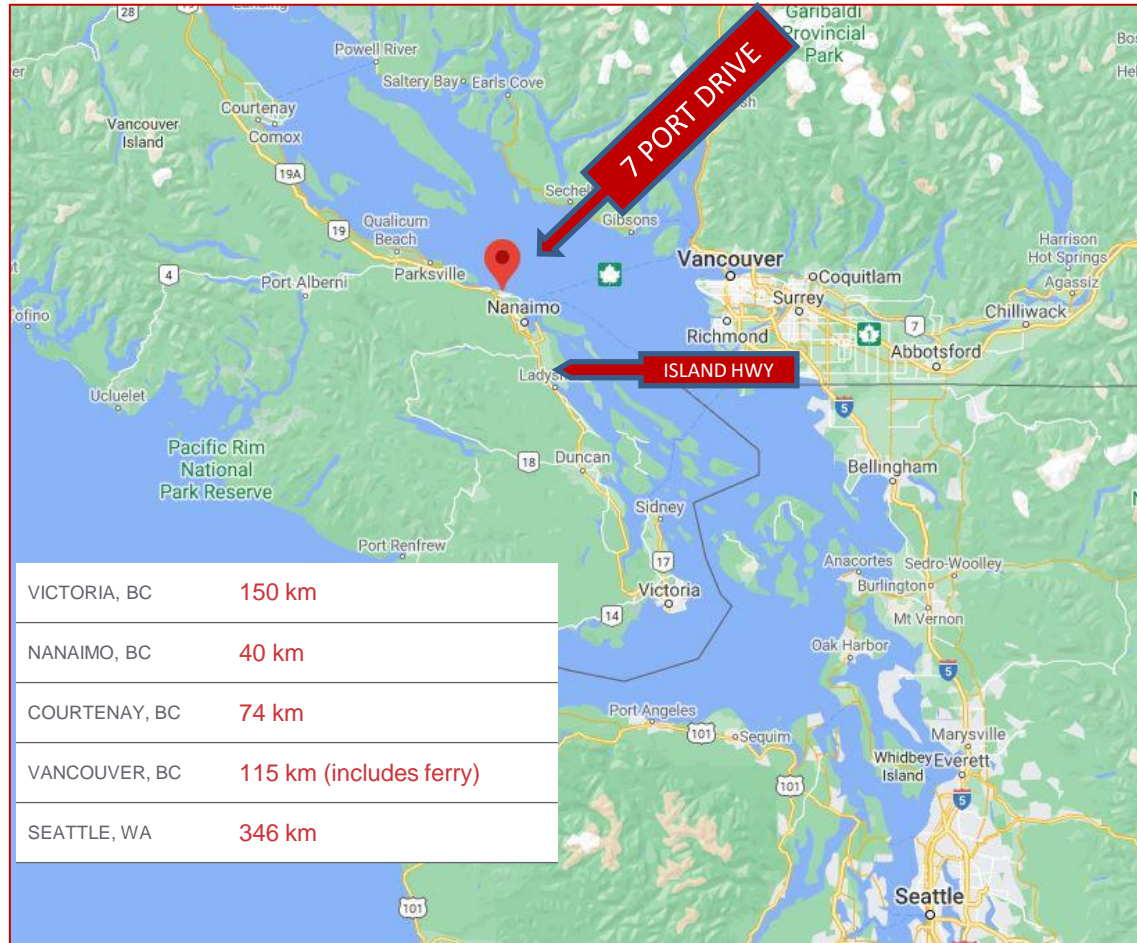 28
19
Landing
Garibaldi
Provincial
Park
7 PORT DRIVE
Powell River
Saltery Bay
Earls Cove
Courtenay
Comox
Vancouver
Island
19A
19
Qualicum
Beach
Parksville
Gibsons
Vancouver
Coquitlam
Harrison
Hot Springs
Agassiz
4
Port Alberni
Nanaimo
Surrey
Richmond
7
1
Chilliwack
Abbotsford
ISLAND HWY
Ucluelet
5
Pacific Rim
National
Park Reserve
18
Duncan
Bellingham
Sidney
Port Renfrew
17
Anacortes
Sedro-Woolley
Burlington
Victoria
14
Mt Vernon
Oak Harbor
5
VICTORIA, BC 150 km
NANAIMO, BC 40 km
COURTENAY, BC 74 km
VANCOUVER, BC 115 km (includes ferry)
SEATTLE, WA 346 km
Port Angeles
101
Sequim
Marysville
Whidbey
Island
Everett
101
5
101
Seattle